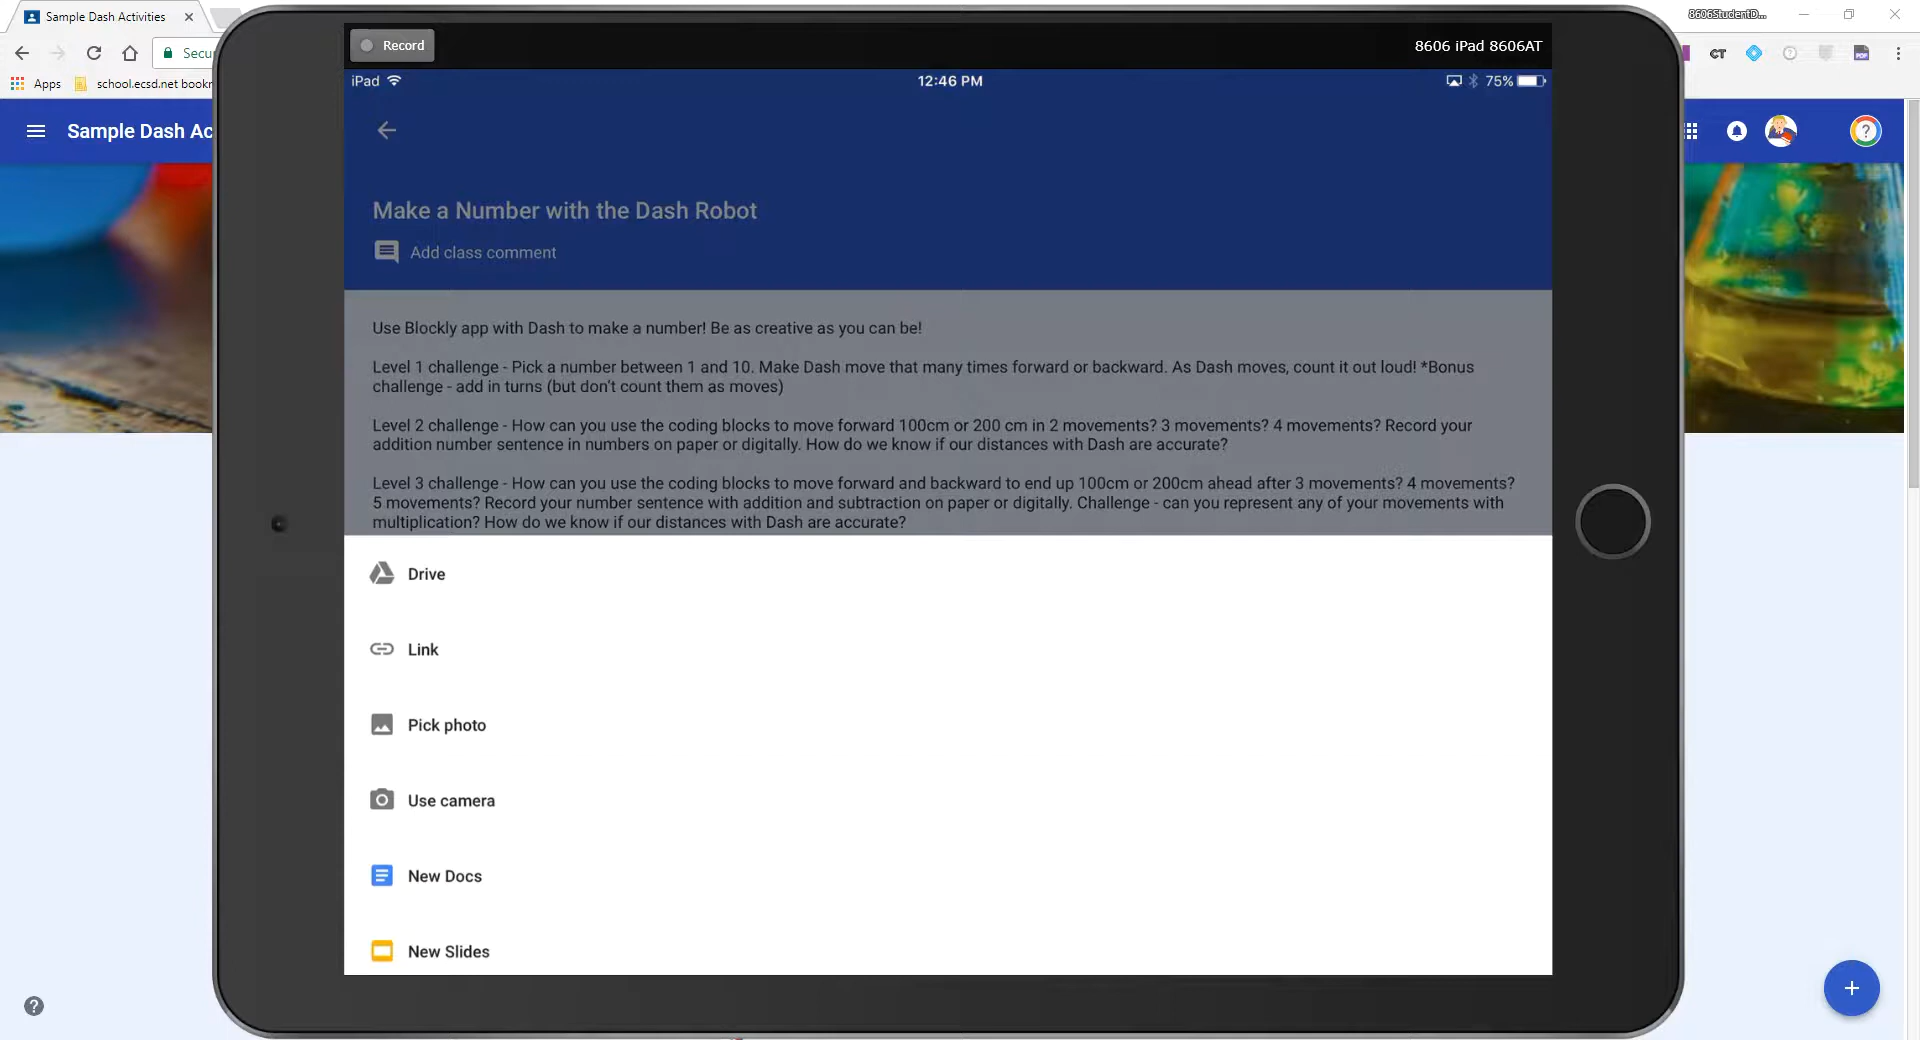 Sample Dash Activities
8606StudentD...
Secu
CT
Apps
school.ecsd.net bookr
Sample Dash Ac
Record
8606 iPad 8606AT
iPad
12:46 PM
75%
Make a Number with the Dash Robot
Add class comment
Use Blockly app with Dash to make a number! Be as creative as you can be!
Level 1 challenge - Pick a number between 1 and 10. Make Dash move that many times forward or backward. As Dash moves, count it out loud! *Bonus
challenge - add in turns (but don't count them as moves)
Level 2 challenge - How can you use the coding blocks to move forward 100cm or 200 cm in 2 movements? 3 movements? 4 movements? Record your
addition number sentence in numbers on paper or digitally. How do we know if our distances with Dash are accurate?
Level 3 challenge - How can you use the coding blocks to move forward and backward to end up 100cm or 200cm ahead after 3 movements? 4 movements?
5 movements? Record your number sentence with addition and subtraction on paper or digitally. Challenge - can you represent any of your movements with
multiplication? How do we know if our distances with Dash are accurate?
Drive
Link
Pick photo
Use camera
New Docs
New Slides